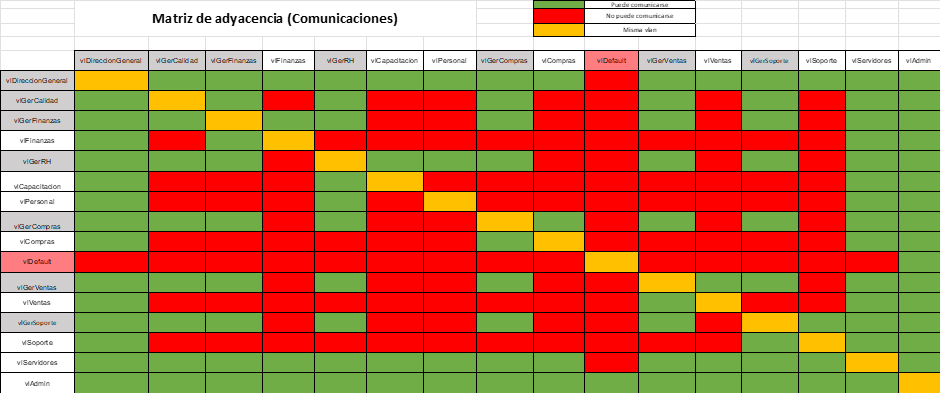 Matriz de adyacencia (Comunicaciones)
Puede comunicarse
No puede comunicarse
Misma vlan
vlDireccionGeneral vlGerCalidad vlGerFinanzas vlFinanzas vlGerRH vlCapacitacion vlPersonal vlGerCompras vlCompras vlDefault vlGerVentas vlVentas vlGerSoporte vlSoporte vlServidores vlAdmin
vlDireccionGeneral
vlGerCalidad
vlGerFinanzas
vlFinanzas
vlGerRH
vlCapacitacion
vlPersonal
vlGerCompras
vlCompras
vlDefault
vlGerVentas
vlVentas
vlGerSoporte
vlSoporte
vlServidores
vlAdmin